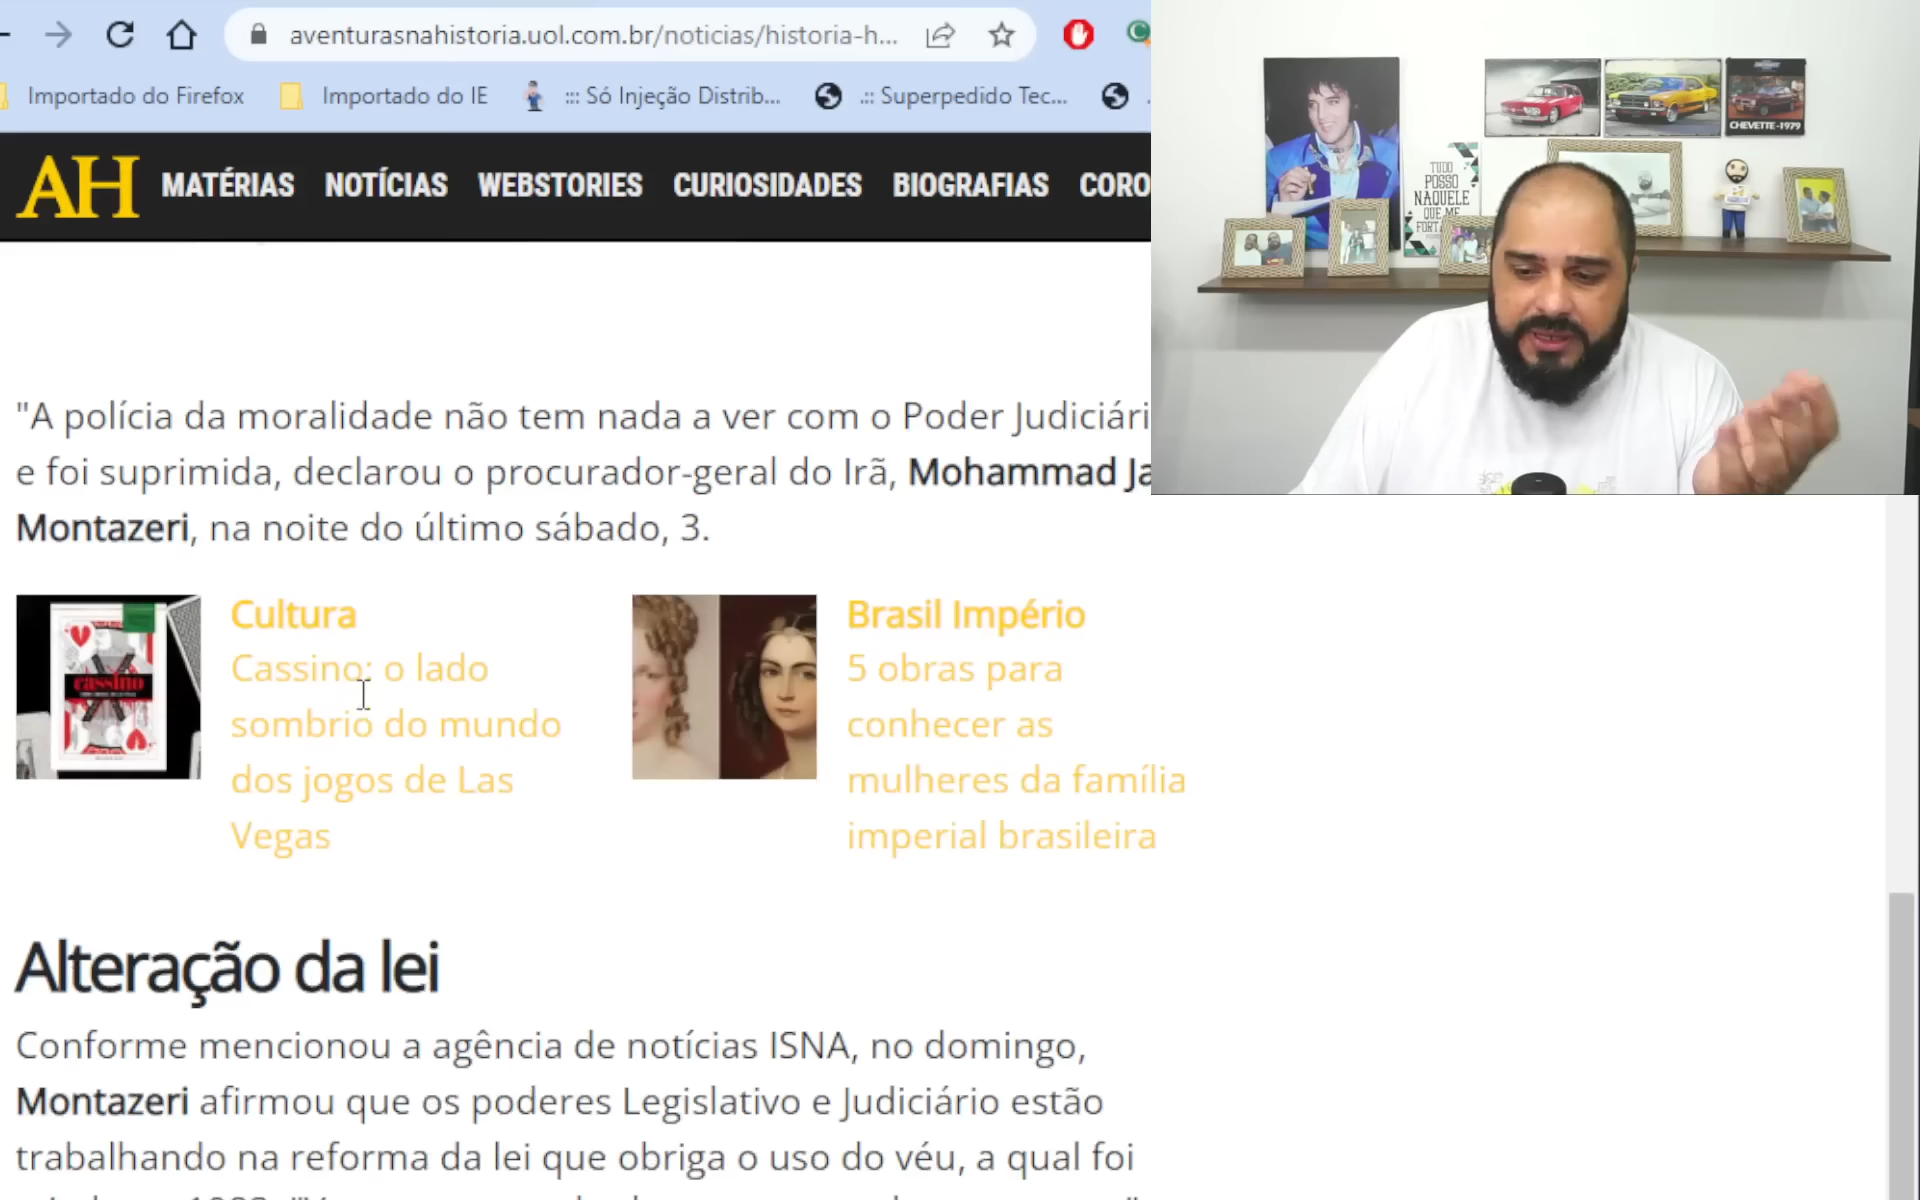 aventurasnahistoria.uol.com.br/noticias/historia-h...
Importado do Firefox
Importado do IE
::: Só Injeção Distrib...
.:: Superpedido Tec...
AH
MATÉRIAS
NOTÍCIAS
WEBSTORIES
CURIOSIDADES
BIOGRAFIAS
CORO
CHEVETTE-1979
TUDO
POSSO
NAQUELE
QUE ME
"A polícia da moralidade não tem nada a ver com o Poder Judiciári
e foi suprimida, declarou o procurador-geral do Irã, Mohammad Ja
Montazeri, na noite do último sábado, 3.
cassino
Cultura
Cassino: o lado
sombrio do mundo
dos jogos de Las
Vegas
Brasil Império
5 obras para
conhecer as
mulheres da família
imperial brasileira
Alteração da lei
Conforme mencionou a agência de notícias ISNA, no domingo,
Montazeri afirmou que os poderes Legislativo e Judiciário estão
trabalhando na reforma da lei que obriga o uso do véu, a qual foi